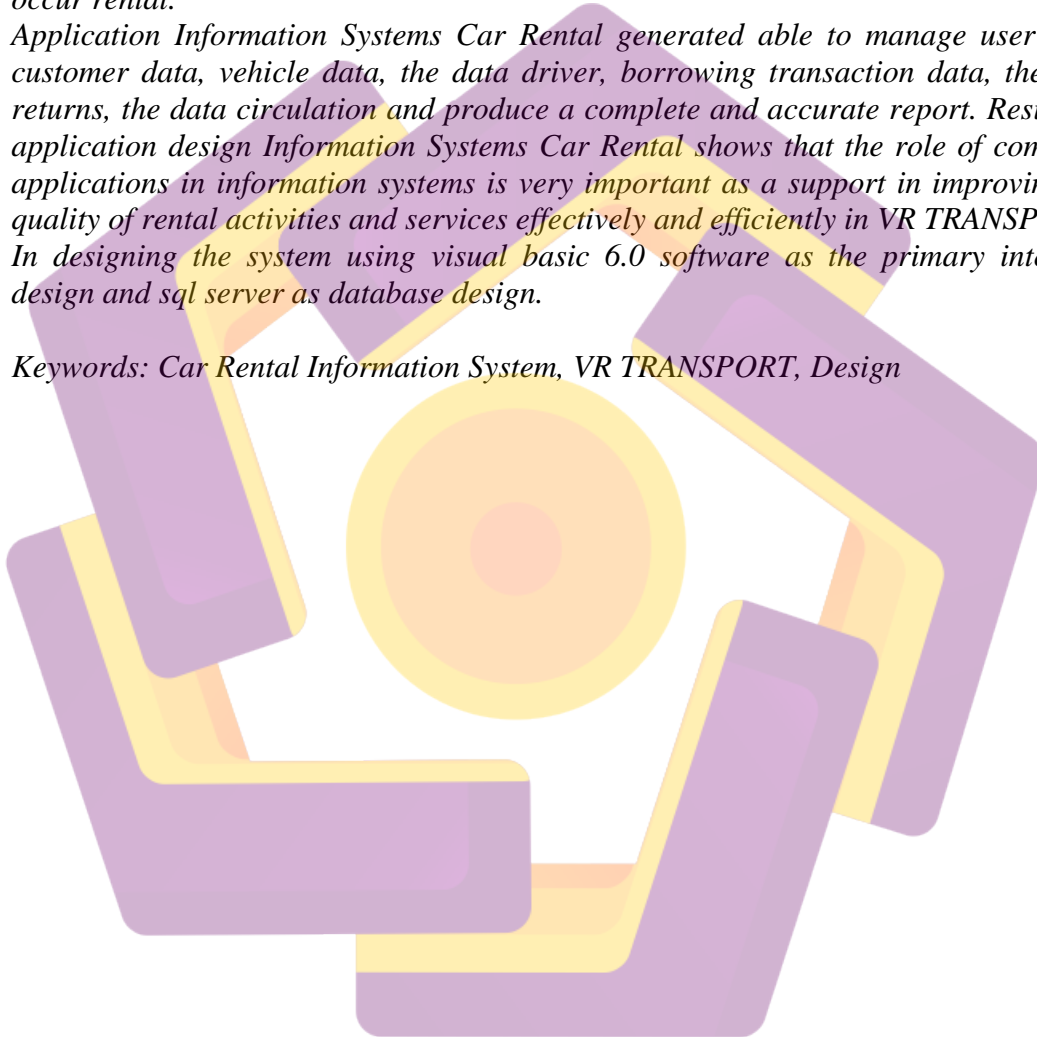 occur rental.
Application Information Systems Car Rental generated able to manage user
customer data, vehicle data, the data driver, borrowing transaction data, the
returns, the data circulation and produce a complete and accurate report.
application design Information Systems Car Rental shows that the role of
applications in information systems is very important as a support in
quality of rental activities and services effectively and efficiently in VR
In designing the system using visual basic 6.0 software as the primary
design and sql server as database design.
Keywords: Car Rental Information System, VR TRANSPORT, Design